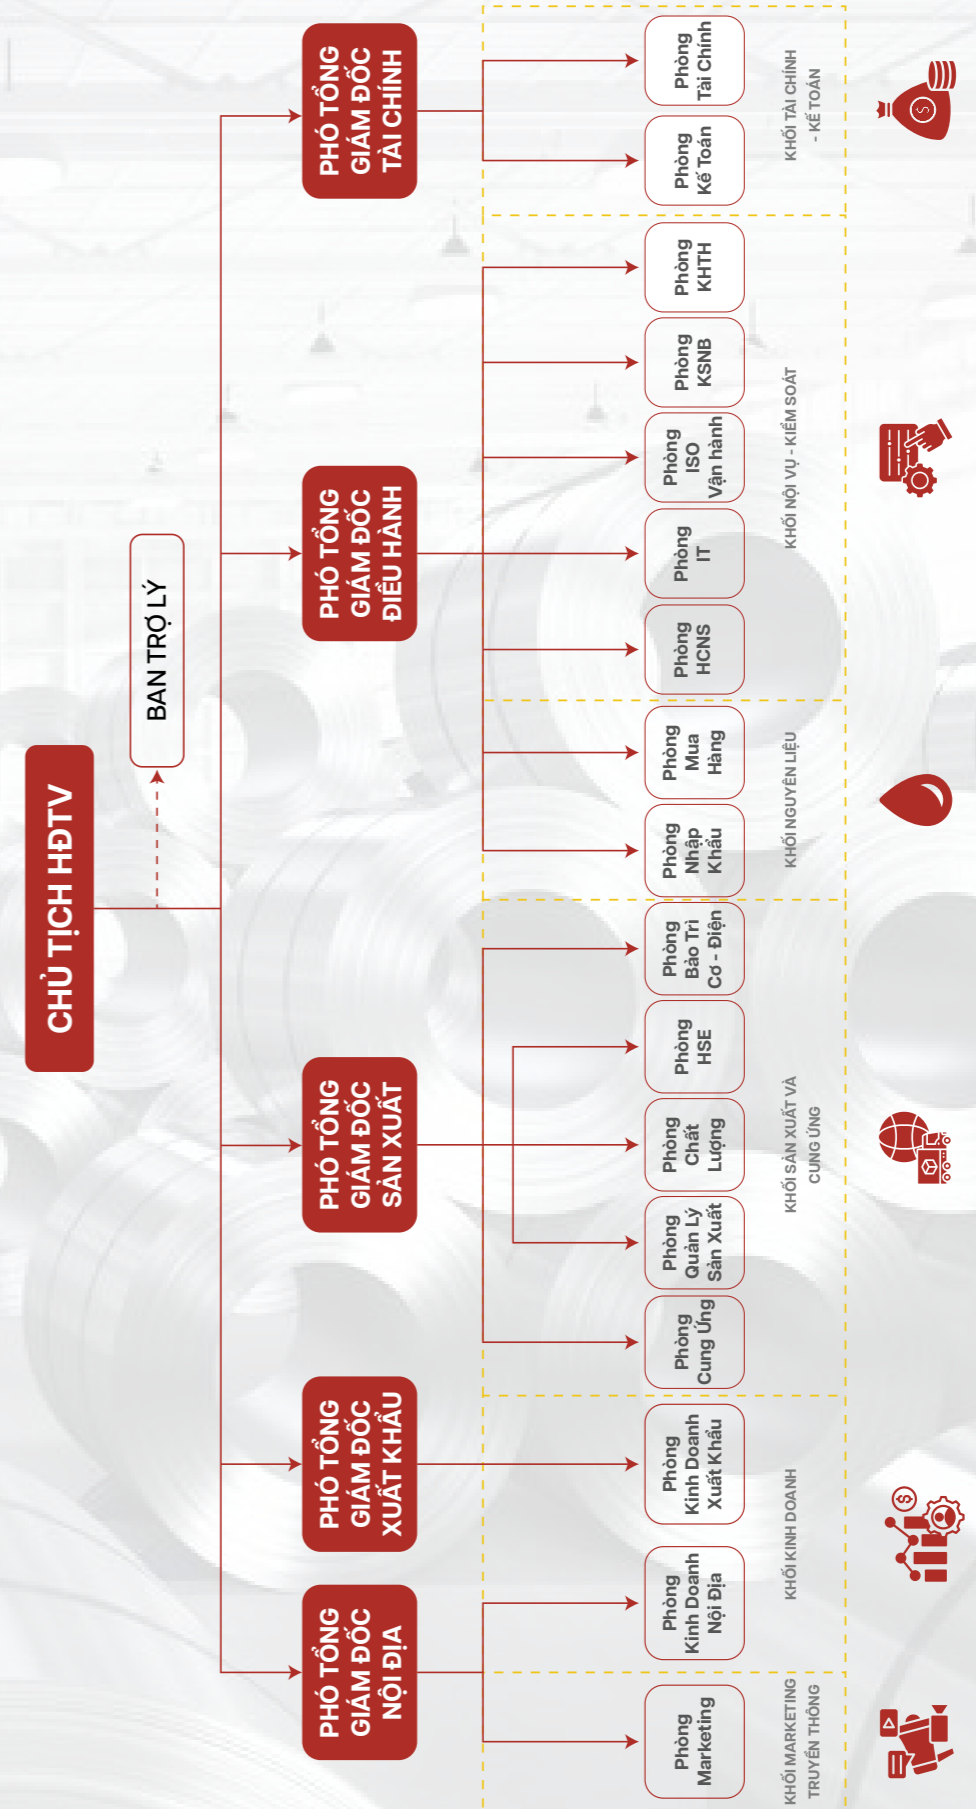 CHỦ TỊCH HĐTV
BAN TRỢ LÝ
PHÓ TỔNG
GIÁM ĐỐC
NỘI ĐỊA
PHÓ TỔNG
GIÁM ĐỐC
XUẤT KHẨU
PHÓ TỔNG
GIÁM ĐỐC
SẢN XUẤT
PHÓ TỔNG
GIÁM ĐỐC
ĐIỀU HÀNH
PHÓ TỔNG
GIÁM ĐỐC
TÀI CHÍNH
Phòng
Marketing
Phòng
Kinh Doanh
Nội Địa
Phòng
Kinh Doanh
Xuất Khẩu
Phòng
Cung Ứng
Phòng
Quản Lý
Sản Xuất
Phòng
Chất
Lượng
Phòng
HSE
Phòng
Bảo Trì
Cơ - Điện
Phòng
Nhập
Khẩu
Phòng
Mua
Hàng
Phòng
HCNS
Phòng
IT
Phòng
ISO
Vận hành
Phòng
KSNB
Phòng
KHTH
Phòng
Kế Toán
Phòng
Tài Chính
KHỐI MARKETING
TRUYỀN THÔNG
KHỐI KINH DOANH
KHỐI SẢN XUẤT VÀ
CUNG ỨNG
KHỐI NGUYÊN LIỆU
KHỐI NỘI VỤ - KIỂM SOÁT
KHỐI TÀI CHÍNH
- KẾ TOÁN